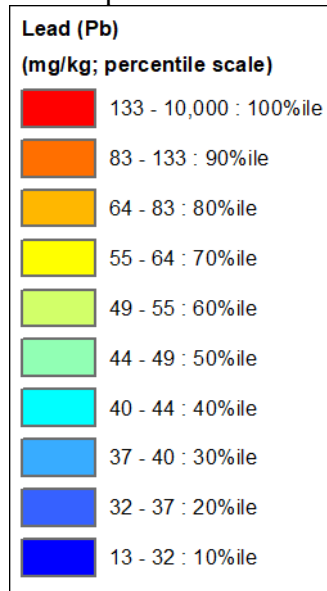 Lead (Pb)
(mg/kg; percentile scale)
133 - 10,000 : 100%ile
83 - 133 : 90%ile
64 - 83 : 80%ile
55 - 64 : 70%ile
49 - 55 : 60%ile
44 - 49 : 50%ile
40 - 44 : 40%ile
37 - 40 : 30%ile
32 - 37 : 20%ile
13 - 32 : 10%ile